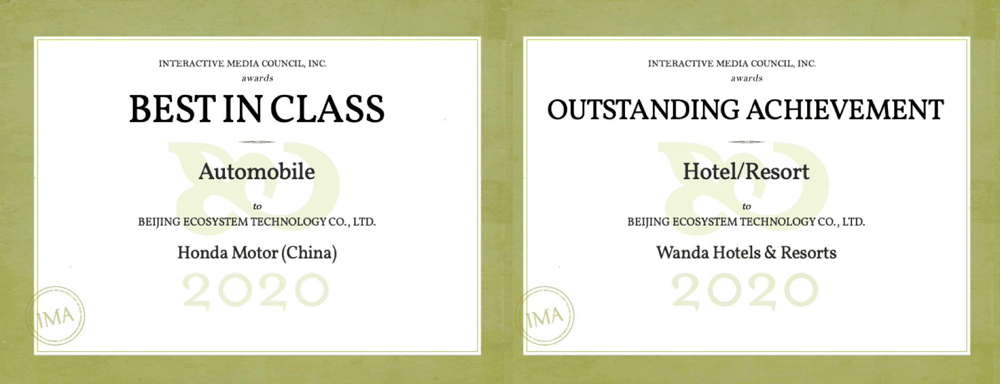 INTERACTIVE MEDIA COUNCIL, INC.
awards
BEST IN CLASS
Automobile
to
BEIJING ECOSYSTEM TECHNOLOGY CO., LTD.
Honda Motor (China)
2020
IMA
INTERACTIVE MEDIA COUNCIL, INC.
awards
OUTSTANDING ACHIEVEMENT
Hotel/Resort
to
BEIJING ECOSYSTEM TECHNOLOGY CO., LTD.
Wanda Hotels & Resorts
2020
IMA